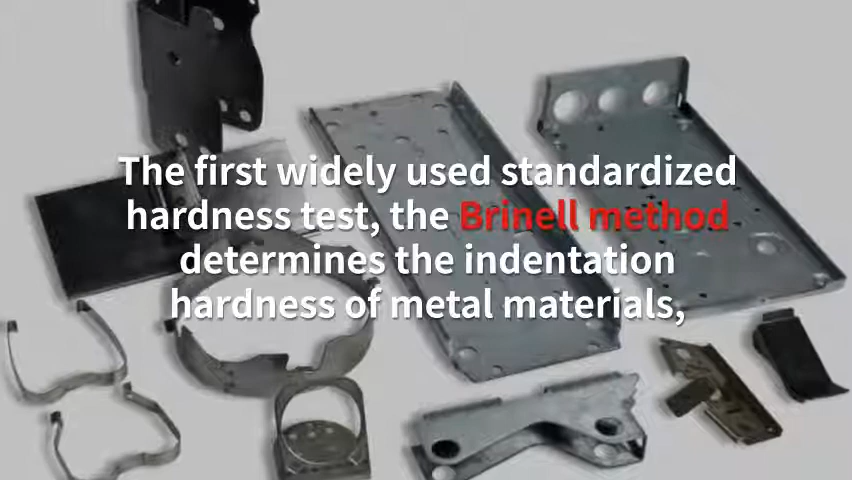 The first widely used standardized
hardness test, the Brinell method
determines the indentation
hardness of metal materials,